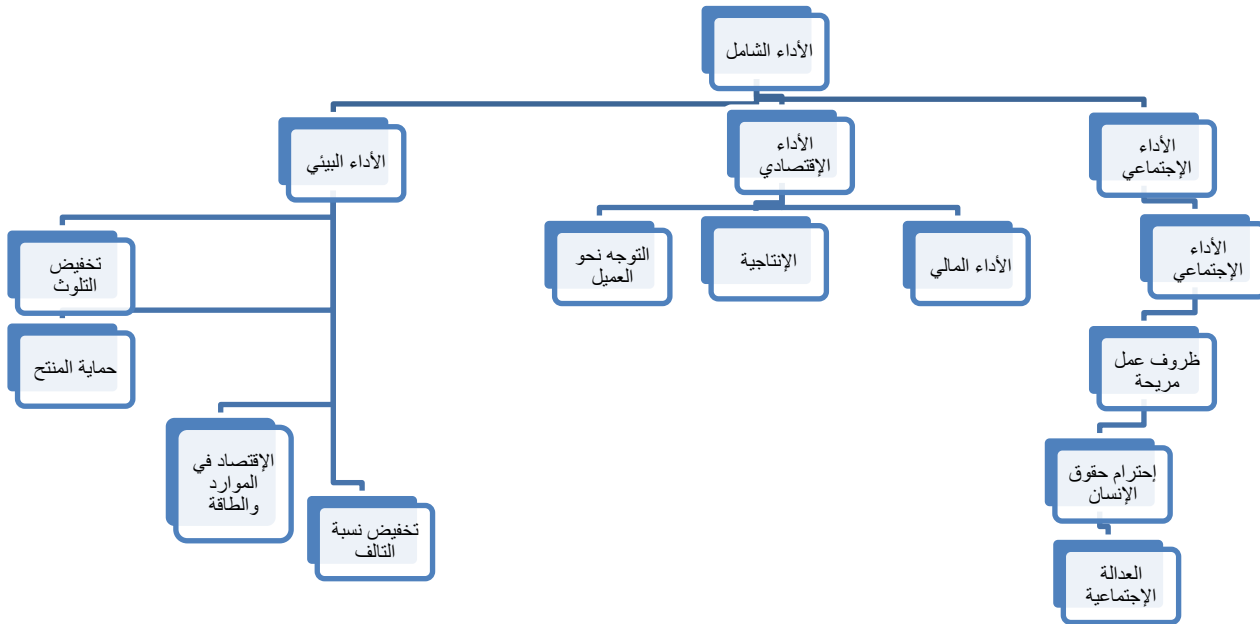 الأداء الشامل
الأداء
الإجتماعي
الأداء
الإقتصادي
الأداء البيئي
الأداء
الإجتماعي
ظروف عمل
مريحة
إحترام حقوق
الإنسان
العدالة
الإجتماعية
الأداء المالي
الإنتاجية
التوجه نحو
العميل
تخفيض
التلوث
حماية المنتح
الإقتصاد في
الموارد
والطاقة
تخفيض نسبة
التالف